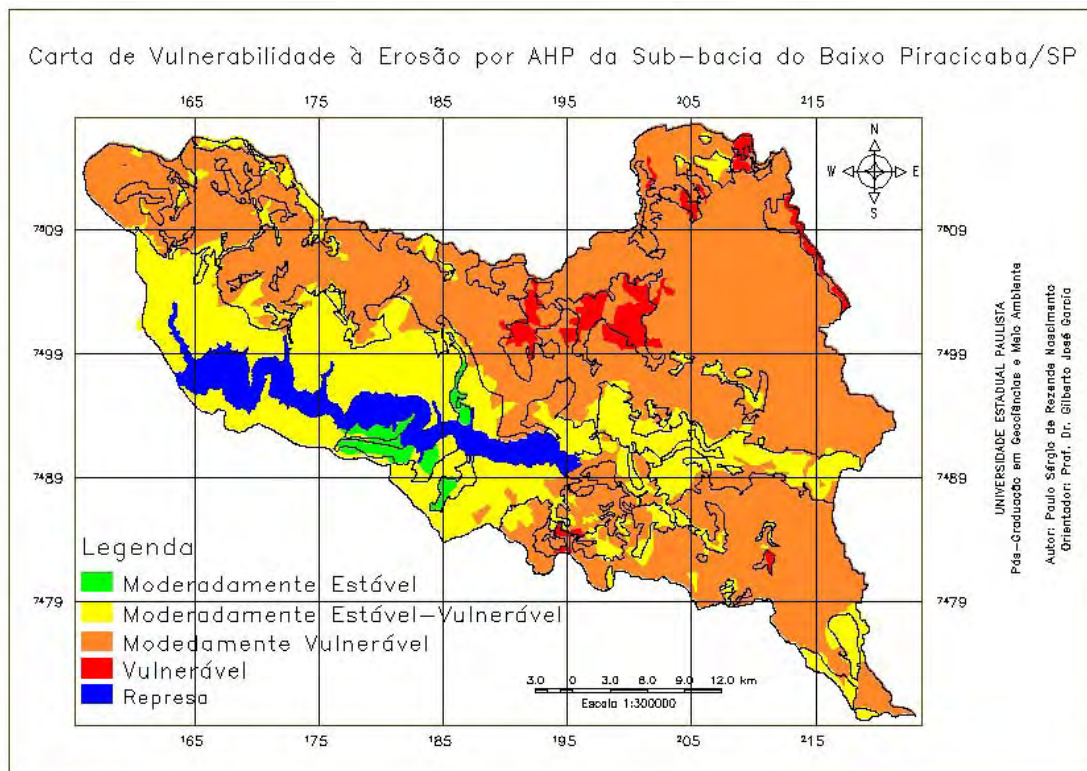 Carta de Vulnerabilidade à Erosão por AHP da Sub-bacia do Baixo Piracicaba/SP
165 175 185 195 205 215
N
W E
S
7509 7509
7499 7499
7489 7489
7479 7479
Legenda
Moderadamente Estável
Moderadamente Estável-Vulnerável
Modedamente Vulnerável
Vulnerável
Represa
3.0 0 3.0 6.0 9.0 12.0 km
Escala 1:300000
165 175 185 195 205 215
UNIVERSIDADE ESTADUAL PAULISTA
Pós-Graduação em Geociências e Meio Ambiente
Autor: Paulo Sérgio de Rezende Nascimento
Orientador: Prof. Dr. Gilberto José Garcia